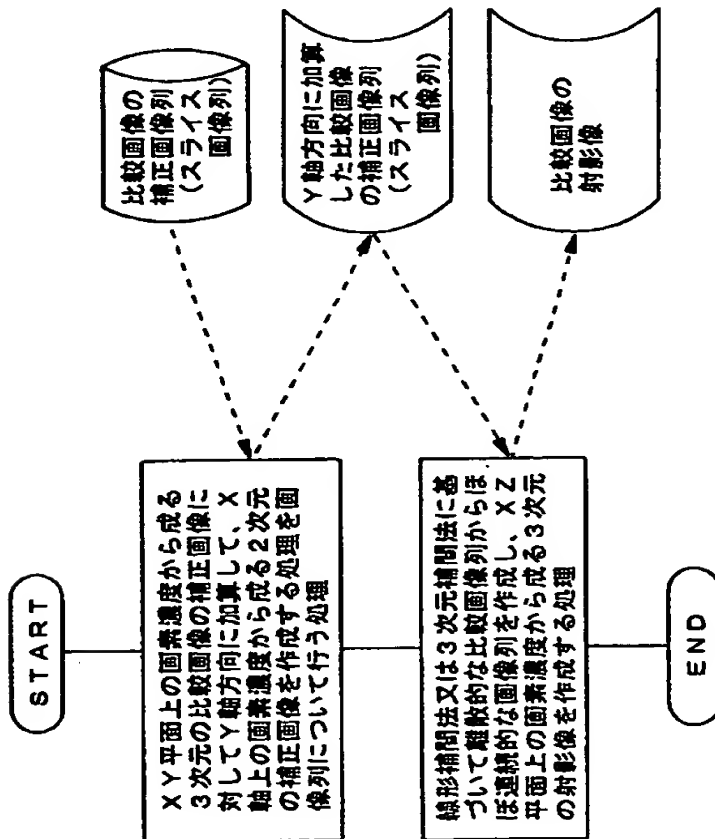 START
XY平面上の画素濃度から成る
3次元の比較画像の補正画像に
対してY軸方向に加算して、X
軸上の画素濃度から成る2次元
の補正画像を作成する処理を画
像列について行う処理
線形補間法又は3次元補間法に基
づいて離散的な比較画像列からほ
ぼ連続的な画像列を作成し、XZ
平面上の画素濃度から成る3次元
の射影像を作成する処理
END
比較画像の
補正画像列
(スライス
画像列)
Y軸方向に加算
した比較画像
の補正画像列
(スライス
画像列)
比較画像の
射影像